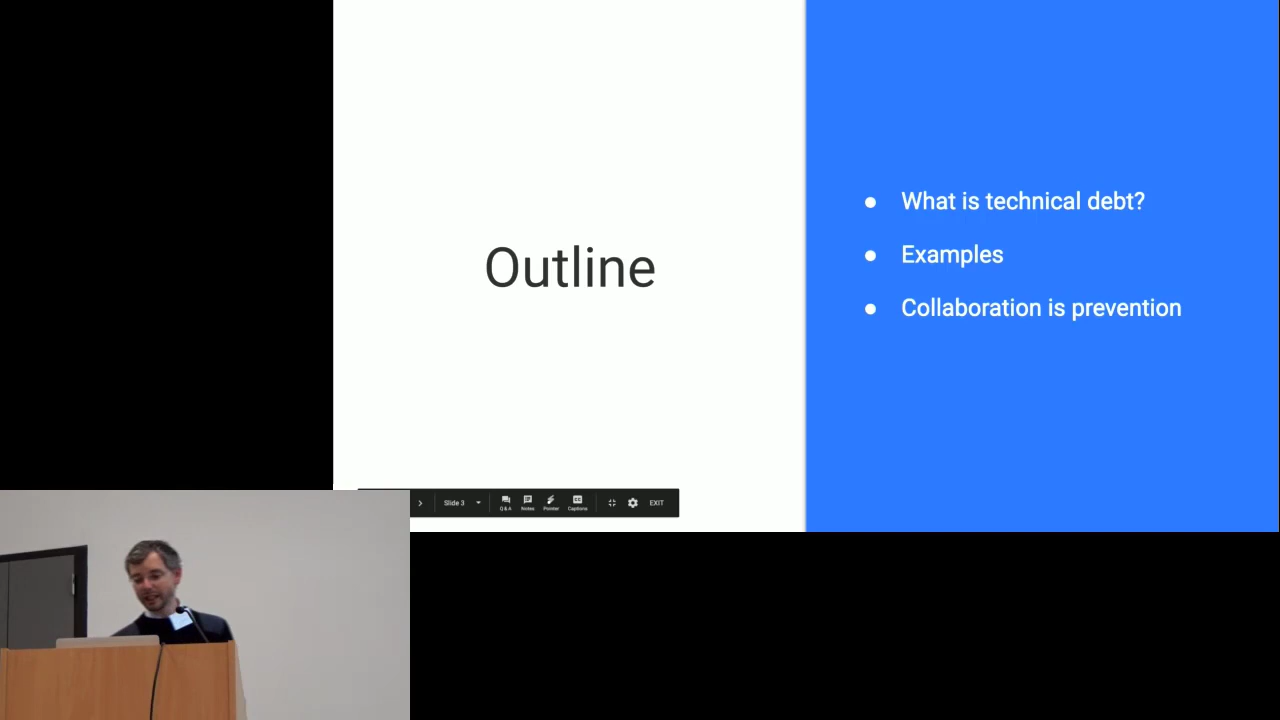 Outline
What is technical debt?
Examples
Collaboration is prevention
Slide 3
Q&A
Notes
Pointer
Captions
EXIT